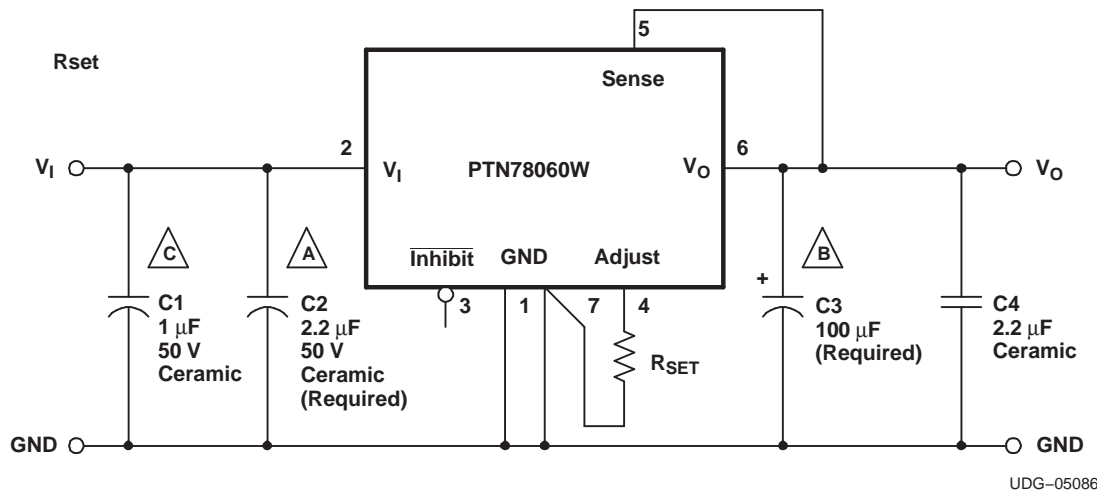 5
Rset
Sense
V_I
2
V_I
PTN78060W
V_O
6
V_O
C
A
Inhibit
GND
Adjust
B
3
1
7
4
+
C1
1 μF
50 V
Ceramic
C2
2.2 μF
50 V
Ceramic
(Required)
R_SET
C3
100 μF
(Required)
C4
2.2 μF
Ceramic
GND
GND
UDG–05086